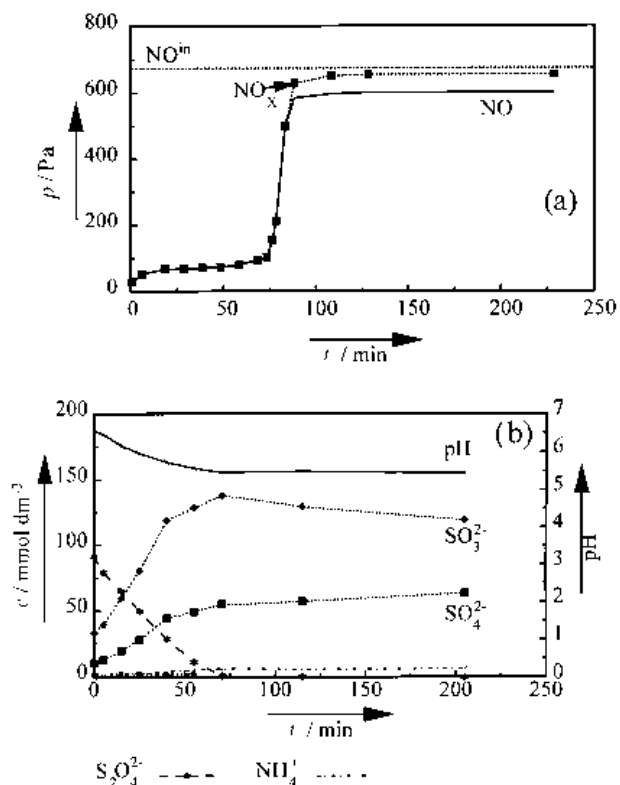 800
NO^in
600
NO_x
NO
p / Pa
400
200
(a)
0
0 50 100 150 200 250
t / min
200 7
(b)
pH 6
150 5
c / mmol dm^-3
SO_3^2-
4
pH
100 3
50 SO_4^2- 2
1
0 0
0 50 100 150 200 250
t / min
S_2O_4^2- NH_4^+